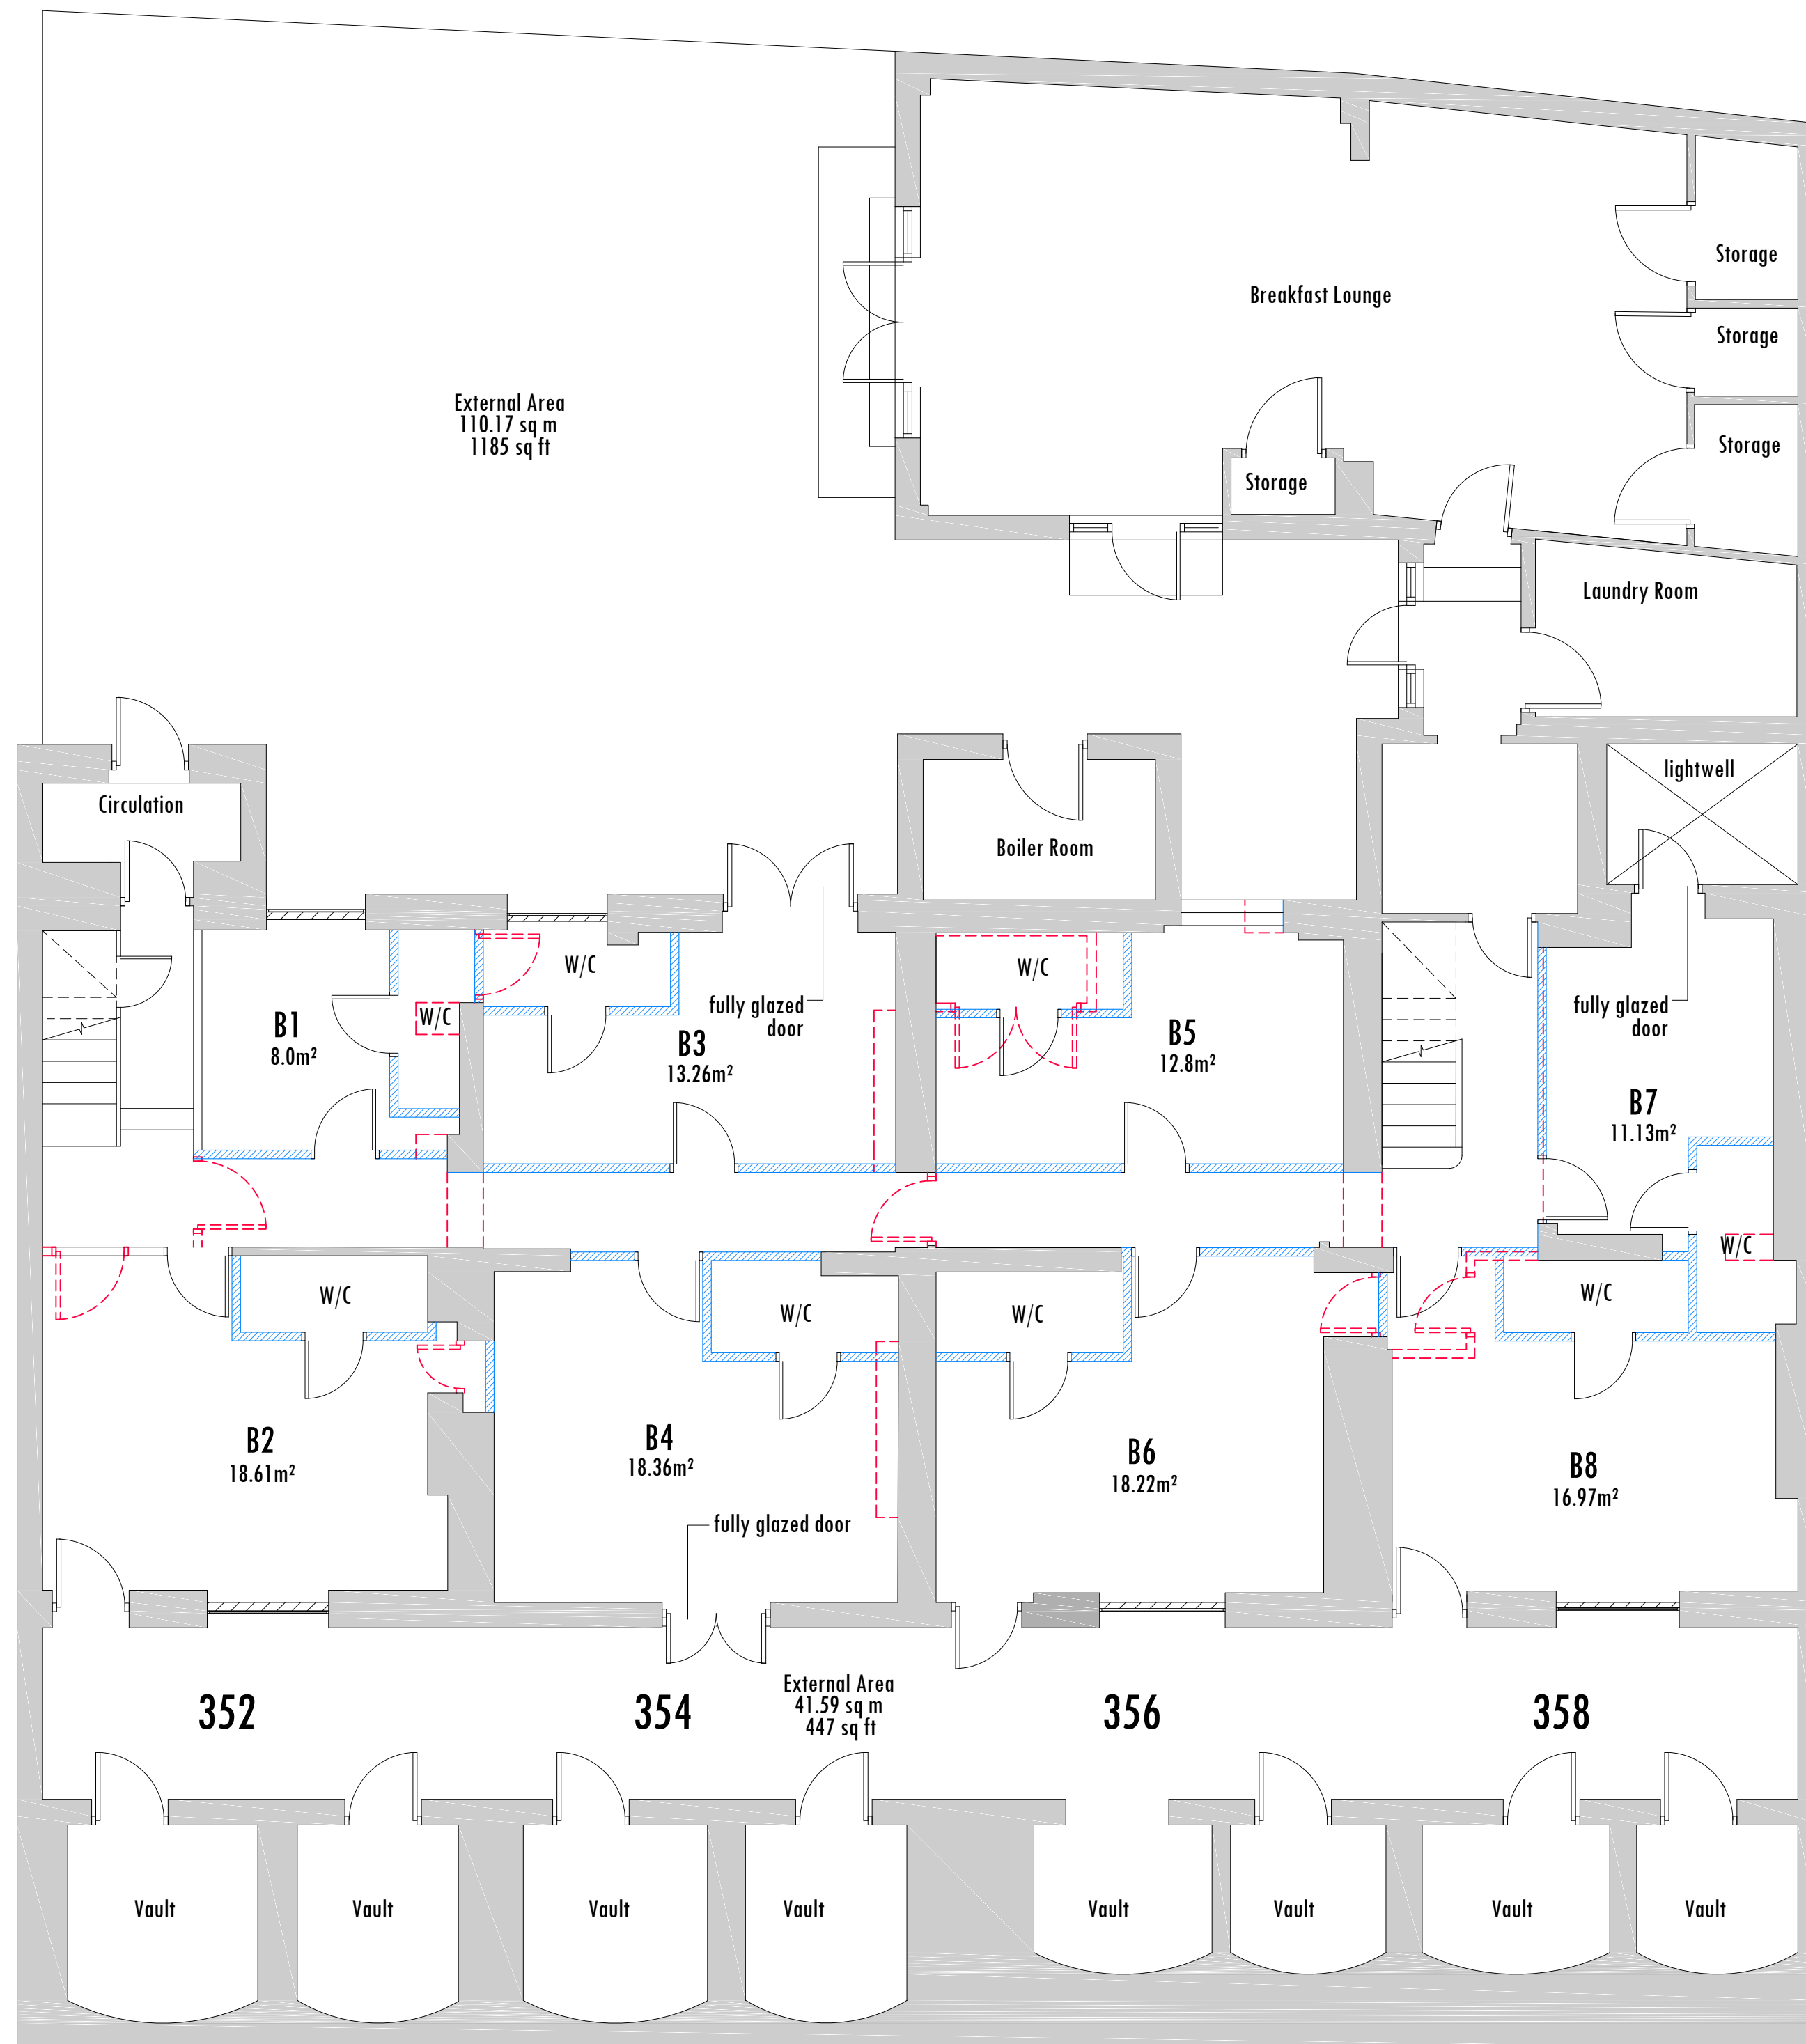 Storage
Breakfast Lounge
Storage
External Area
110.17 sq m
1185 sq ft
Storage
Storage
Laundry Room
lightwell
Circulation
Boiler Room
W/C
W/C
fully glazed
door
fully glazed
door
B1
8.0m²
W/C
B3
13.26m²
B5
12.8m²
B7
11.13m²
W/C
W/C
W/C
W/C
W/C
B2
18.61m²
B4
18.36m²
B6
18.22m²
B8
16.97m²
fully glazed door
External Area
41.59 sq m
447 sq ft
352
354
356
358
Vault
Vault
Vault
Vault
Vault
Vault
Vault
Vault